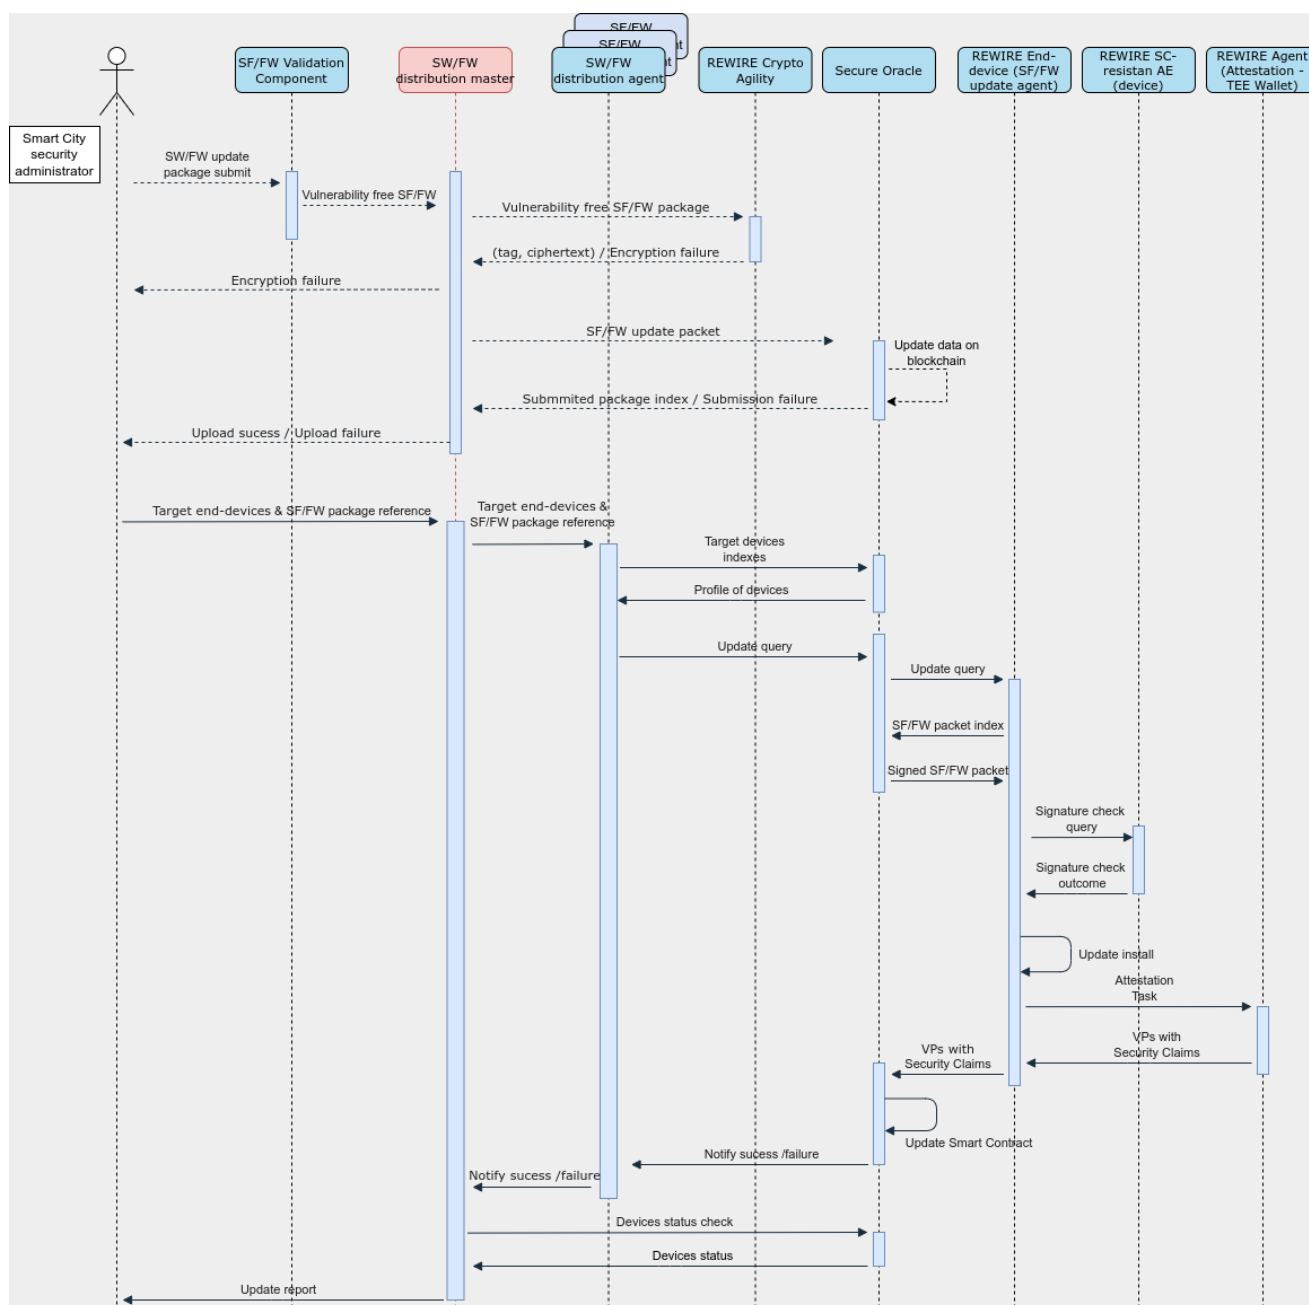 SF/FW
SF/FW
nt
nt
SF/FW Validation
Component
SW/FW
distribution master
SW/FW
distribution agent
REWIRE Crypto
Agility
Secure Oracle
REWIRE End-
device (SF/FW
update agent)
REWIRE SC-
resistan AE
(device)
REWIRE Agent
(Attestation -
TEE Wallet)
Smart City
security
administrator
SW/FW update
package submit
Vulnerability free SF/FW
Vulnerability free SF/FW package
(tag, ciphertext) / Encryption failure
Encryption failure
SF/FW update packet
Update data on
blockchain
Submmited package index / Submission failure
Upload sucess / Upload failure
Target end-devices & SF/FW package reference
Target end-devices &
SF/FW package reference
Target devices
indexes
Profile of devices
Update query
Update query
SF/FW packet index
Signed SF/FW packet
Signature check
query
Signature check
outcome
Update install
Attestation
Task
VPs with
Security Claims
VPs with
Security Claims
Update Smart Contract
Notify sucess /failure
Notify sucess /failure
Devices status check
Devices status
Update report